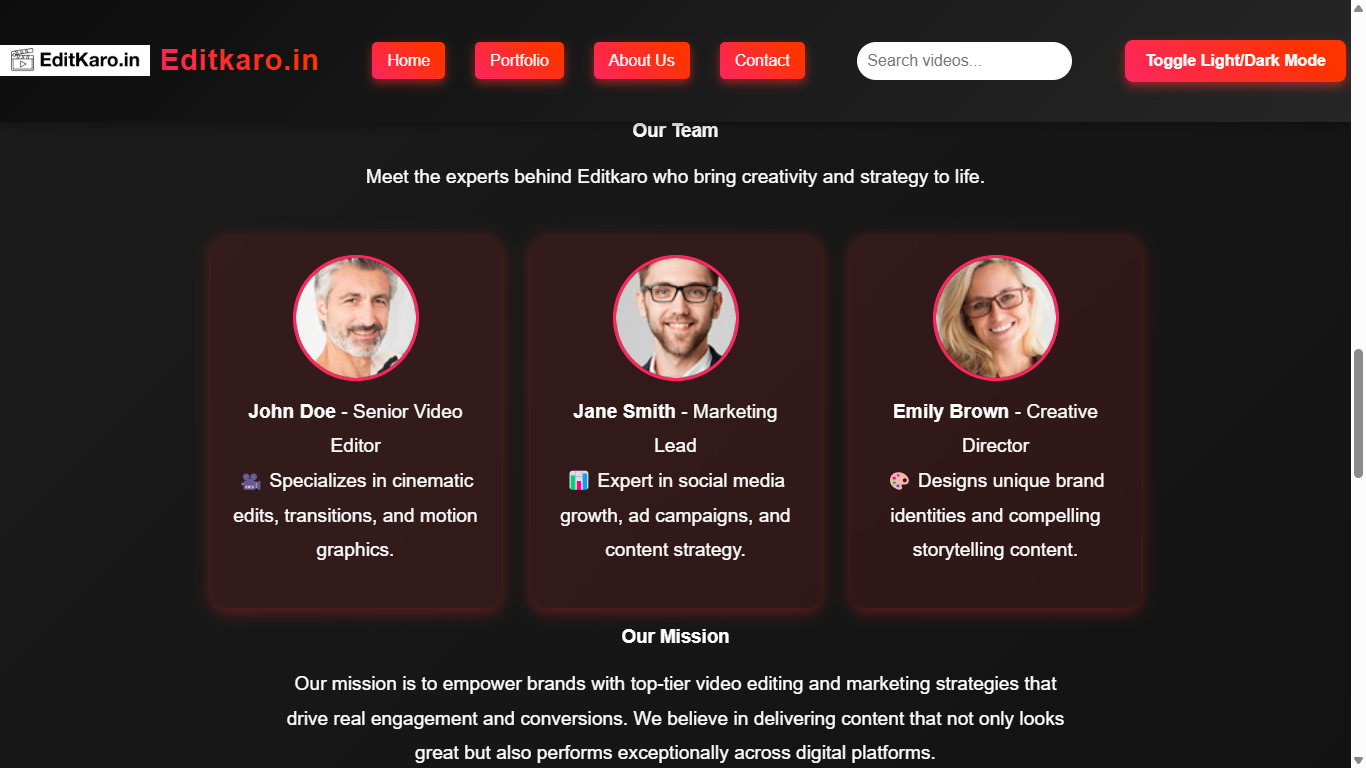 EditKaro.in
Editkaro.in
Home
Portfolio
About Us
Contact
Search videos...
Toggle Light/Dark Mode
Our Team
Meet the experts behind Editkaro who bring creativity and strategy to life.
John Doe - Senior Video
Editor
🎥 Specializes in cinematic
edits, transitions, and motion
graphics.
Jane Smith - Marketing
Lead
📊 Expert in social media
growth, ad campaigns, and
content strategy.
Emily Brown - Creative
Director
🎨 Designs unique brand
identities and compelling
storytelling content.
Our Mission
Our mission is to empower brands with top-tier video editing and marketing strategies that
drive real engagement and conversions. We believe in delivering content that not only looks
great but also performs exceptionally across digital platforms.